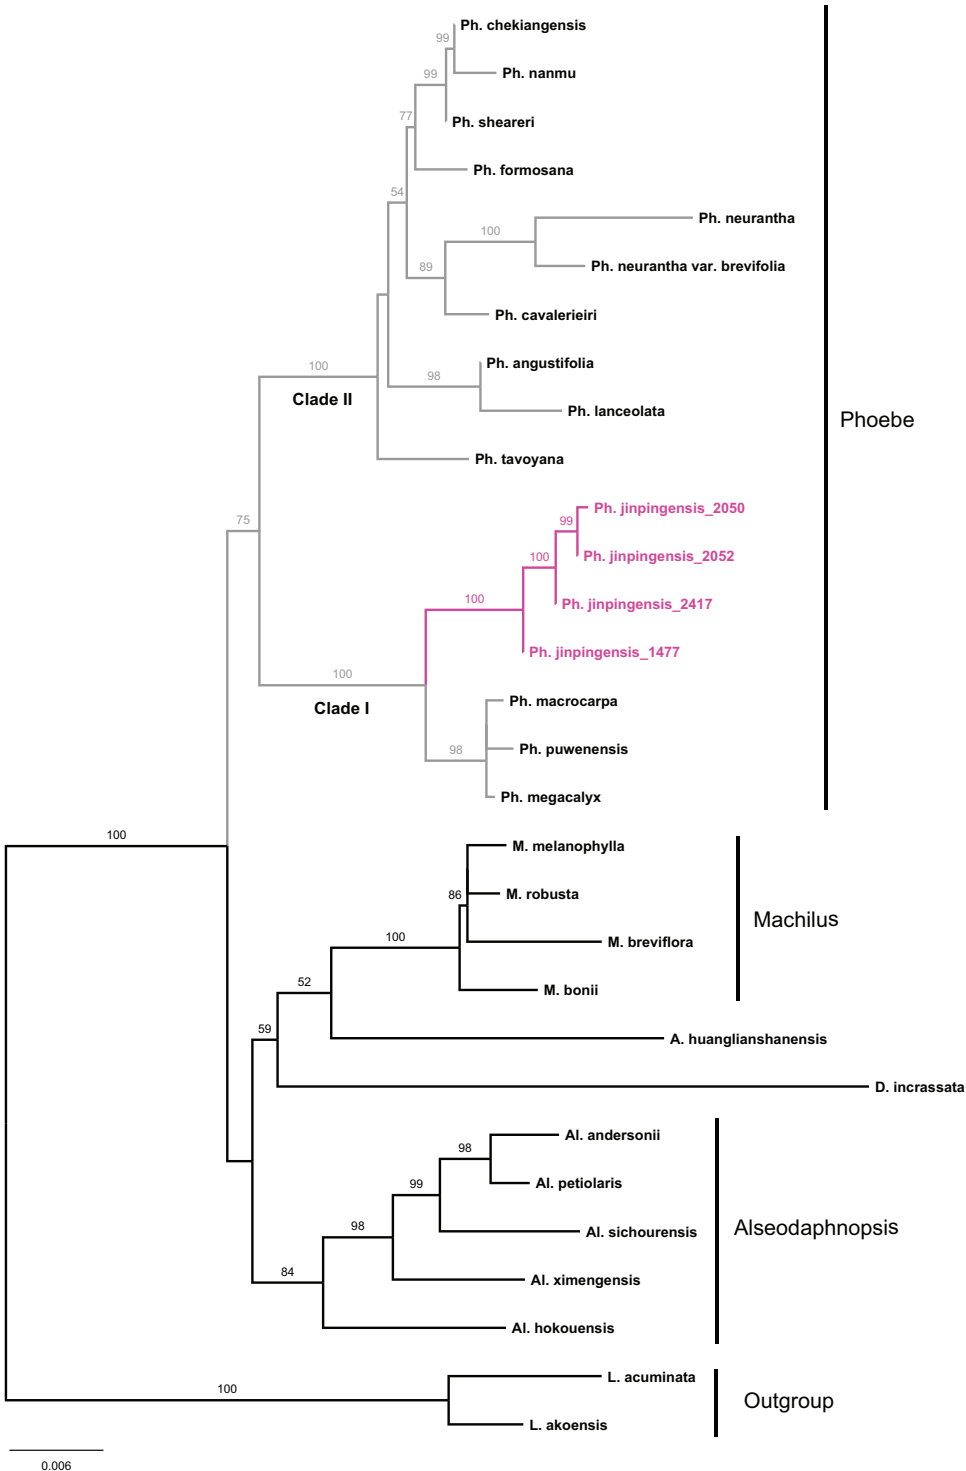 Ph. chekiangensis
99
Ph. nanmu
99
Ph. sheareri
77
Ph. formosana
54
Ph. neurantha
100
Ph. neurantha var. brevifolia
89
Ph. cavalerieiri
Ph. angustifolia
100
98
Clade II
Ph. lanceolata
Phoebe
Ph. tavoyana
Ph. jinpingensis_2050
75
99
Ph. jinpingensis_2052
100
Ph. jinpingensis_2417
100
Ph. jinpingensis_1477
100
Ph. macrocarpa
Clade I
Ph. puwenensis
98
Ph. megacalyx
100
M. melanophylla
M. robusta
86
Machilus
M. breviflora
100
M. bonii
52
59
A. huanglianshanensis
D. incrassata
Al. andersonii
98
Al. petiolaris
99
Al. sichourensis
Alseodaphnopsis
98
84
Al. ximengensis
Al. hokouensis
L. acuminata
100
Outgroup
L. akoensis
0.006